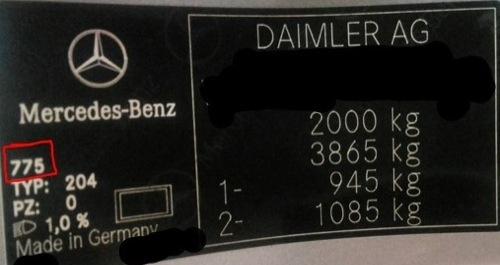 Mercedes-Benz
775
TYP: 204
PZ: 0
1,0 %
Made in Germany
DAIMLER AG
2000 kg
3865 kg
1- 945 kg
2- 1085 kg